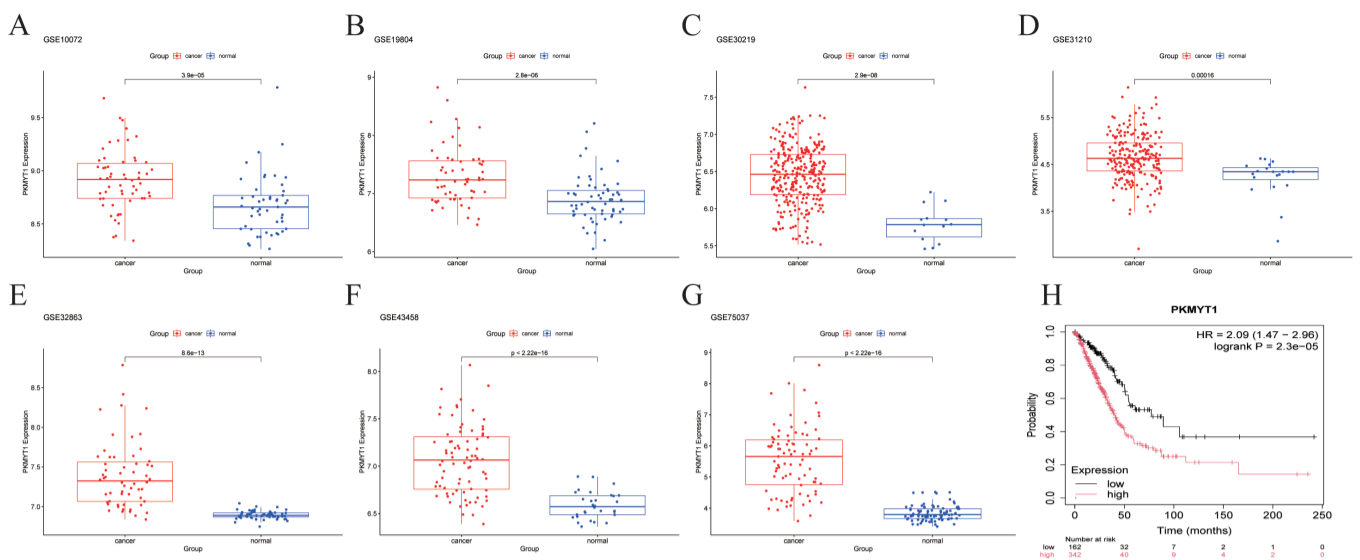 A
GSE10072
Group cancer normal
3.9e−05
9.5
9.0
8.5
PKMYT1 Expression
cancer normal
Group
B
GSE19804
Group cancer normal
2.8e−06
9
8
7
6
PKMYT1 Expression
cancer normal
Group
C
GSE30219
Group cancer normal
2.9e−08
7.5
7.0
6.5
6.0
5.5
PKMYT1 Expression
cancer normal
Group
D
GSE31210
Group cancer normal
0.00016
5.5
4.5
3.5
PKMYT1 Expression
cancer normal
Group
E
GSE32863
Group cancer normal
8.6e−13
8.5
8.0
7.5
7.0
PKMYT1 Expression
cancer normal
Group
F
GSE43458
Group cancer normal
p < 2.22e−16
8.0
7.5
7.0
6.5
PKMYT1 Expression
cancer normal
Group
G
GSE75037
Group cancer normal
p < 2.22e−16
9
8
7
6
5
4
PKMYT1 Expression
cancer normal
Group
H
PKMYT1
HR = 2.09 (1.47 − 2.96)
logrank P = 2.3e−05
1.0
0.8
0.6
0.4
0.2
0.0
Probability
Expression
low
high
0 50 100 150 200 250
Time (months)
Number at risk
low 162 32 7 2 1 0
high 342 40 9 4 2 0